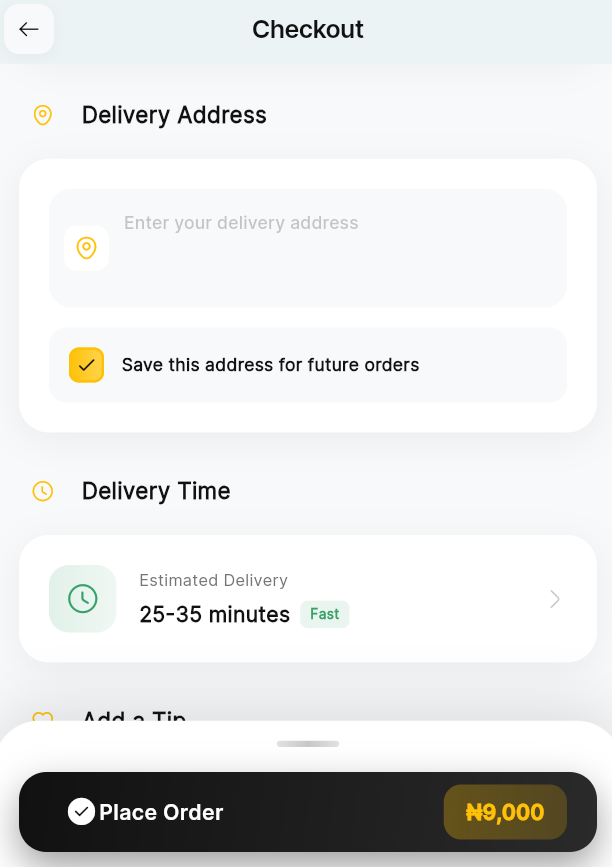 Checkout
Delivery Address
Enter your delivery address
Save this address for future orders
Delivery Time
Estimated Delivery
25-35 minutes Fast
Add a Tip
Place Order ₦9,000